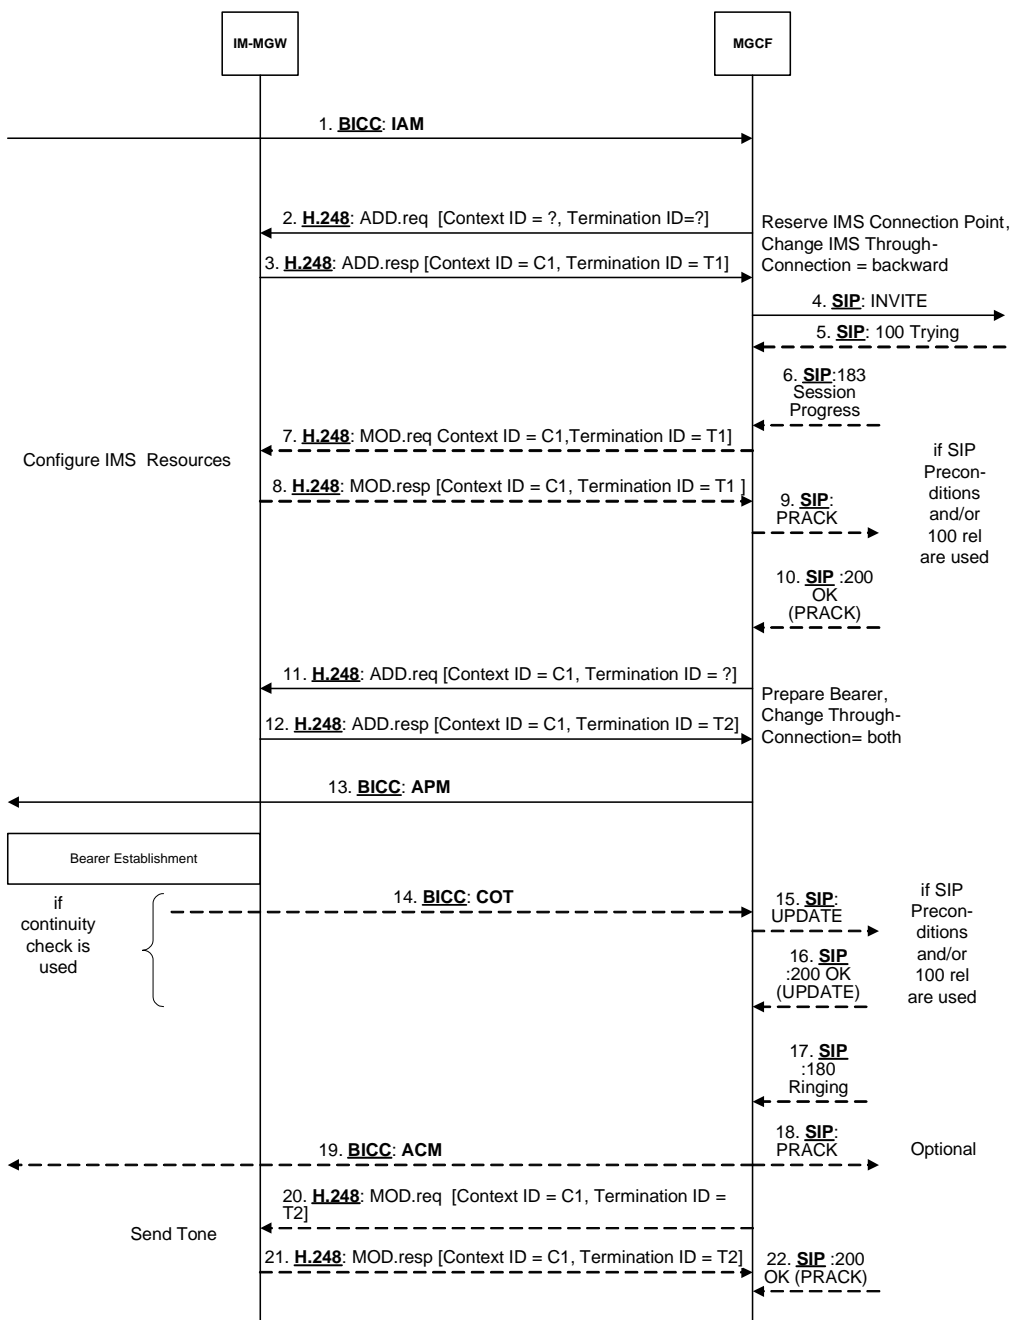 IM-MGW
MGCF
1. BICC: IAM
2. H.248: ADD.req [Context ID = ?, Termination ID=?]
Reserve IMS Connection Point,
Change IMS Through-
Connection = backward
3. H.248: ADD.resp [Context ID = C1, Termination ID = T1]
4. SIP: INVITE
5. SIP: 100 Trying
6. SIP:183
Session
Progress
7. H.248: MOD.req Context ID = C1,Termination ID = T1]
Configure IMS Resources
8. H.248: MOD.resp [Context ID = C1, Termination ID = T1 ]
9. SIP:
PRACK
if SIP
Precon-
ditions
and/or
100 rel
are used
10. SIP :200
OK
(PRACK)
11. H.248: ADD.req [Context ID = C1, Termination ID = ?]
Prepare Bearer,
Change Through-
Connection= both
12. H.248: ADD.resp [Context ID = C1, Termination ID = T2]
13. BICC: APM
Bearer Establishment
if
continuity
check is
used
14. BICC: COT
15. SIP:
UPDATE
if SIP
Precon-
ditions
and/or
100 rel
are used
16. SIP
:200 OK
(UPDATE)
17. SIP
:180
Ringing
18. SIP:
PRACK
Optional
19. BICC: ACM
20. H.248: MOD.req [Context ID = C1, Termination ID =
T2]
Send Tone
21. H.248: MOD.resp [Context ID = C1, Termination ID = T2]
22. SIP :200
OK (PRACK)